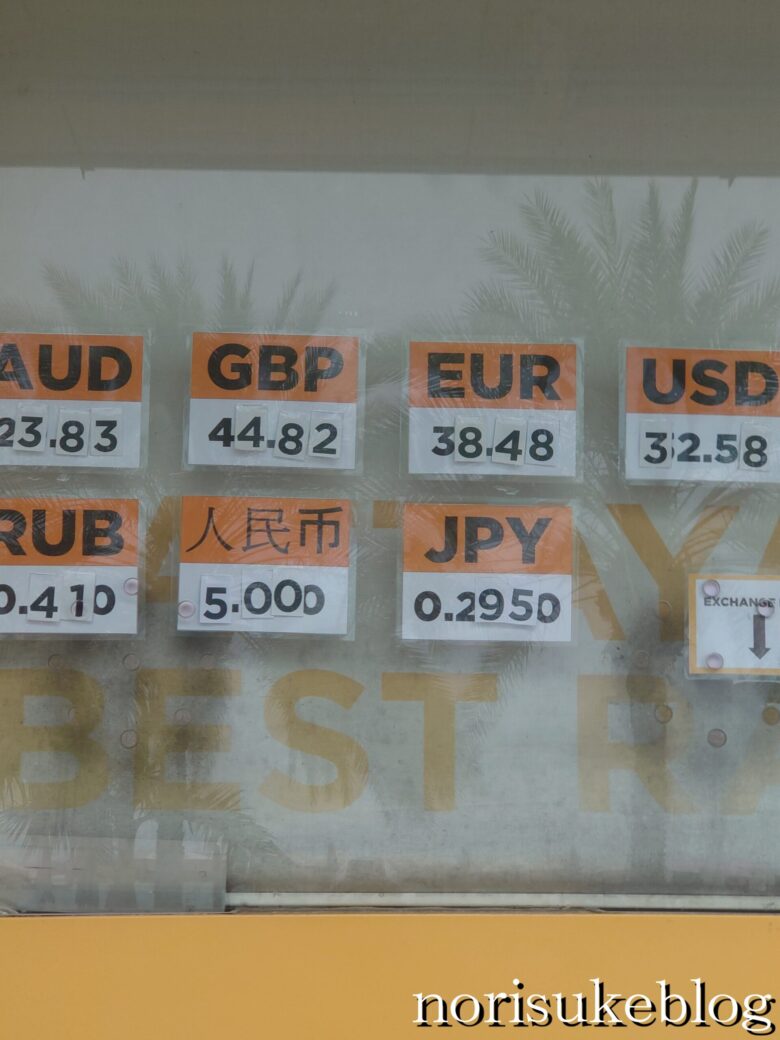 AUD GBP EUR USD
23.83 44.82 38.48 32.58
RUB 人民币 JPY
0.410 5.000 0.2950
EXCHANGE
BEST
norisukeblog